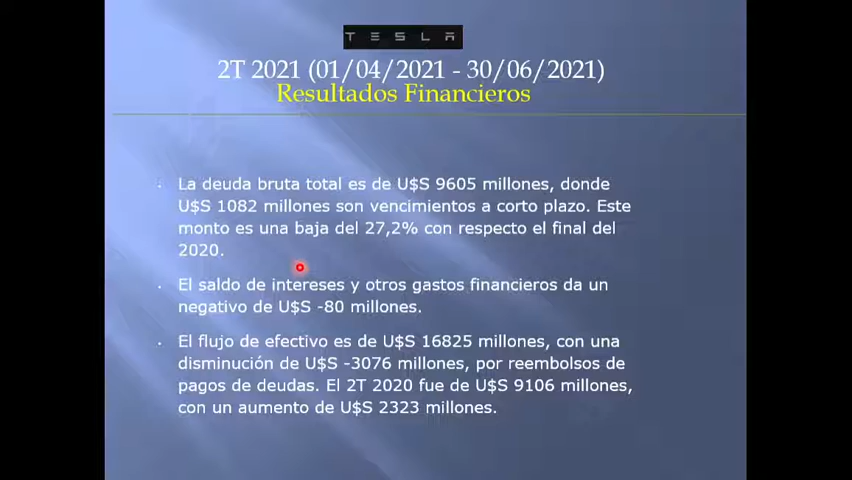 TESLA
2T 2021 (01/04/2021 - 30/06/2021)
Resultados Financieros
La deuda bruta total es de U$S 9605 millones, donde
U$S 1082 millones son vencimientos a corto plazo. Este
monto es una baja del 27,2% con respecto el final del
2020.
El saldo de intereses y otros gastos financieros da un
negativo de U$S -80 millones.
El flujo de efectivo es de U$S 16825 millones, con una
disminución de U$S -3076 millones, por reembolsos de
pagos de deudas. El 2T 2020 fue de U$S 9106 millones,
con un aumento de U$S 2323 millones.